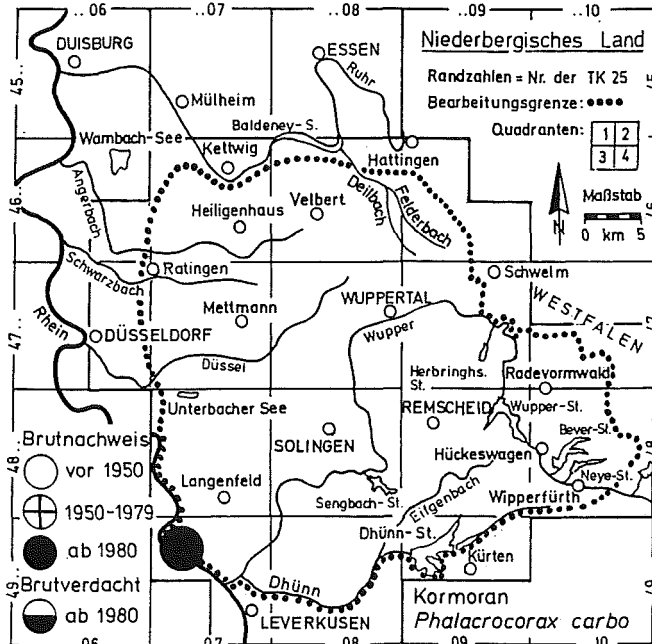 ..06 ..07 ..08 ..09 ..10
DUISBURG
ESSEN
Niederbergisches Land
45..
45
Ruhr
Randzahlen = Nr. der TK 25
Mülheim
Bearbeitungsgrenze:
Baldeney-S.
Quadranten: 1 2
3 4
Wambach-See
Kettwig
Hattingen
Maßstab
Angerbach
Deilbach
Felderbach
Velbert
46..
Heiligenhaus
N
0 km 5
Schwarzbach
Ratingen
Schwelm
WESTFALEN
Mettmann
WUPPERTAL
Rhein
47..
DÜSSELDORF
Wupper
Düssel
Herbringhs.
St.
Radevormwald
Unterbacher See
REMSCHEID
Wupper-St.
Brutnachweis
Bever-St.
SOLINGEN
48..
vor 1950
Hückeswagen
Neye-St.
Langenfeld
Sengbach-St.
Eifgenbach
Wipperfürth
1950-1979
Dhünn-St.
ab 1980
Kürten
49..
Brutverdacht
Dhünn
Kormoran
ab 1980
LEVERKUSEN
Phalacrocorax carbo
..06 ..07 ..08 ..09 ..10